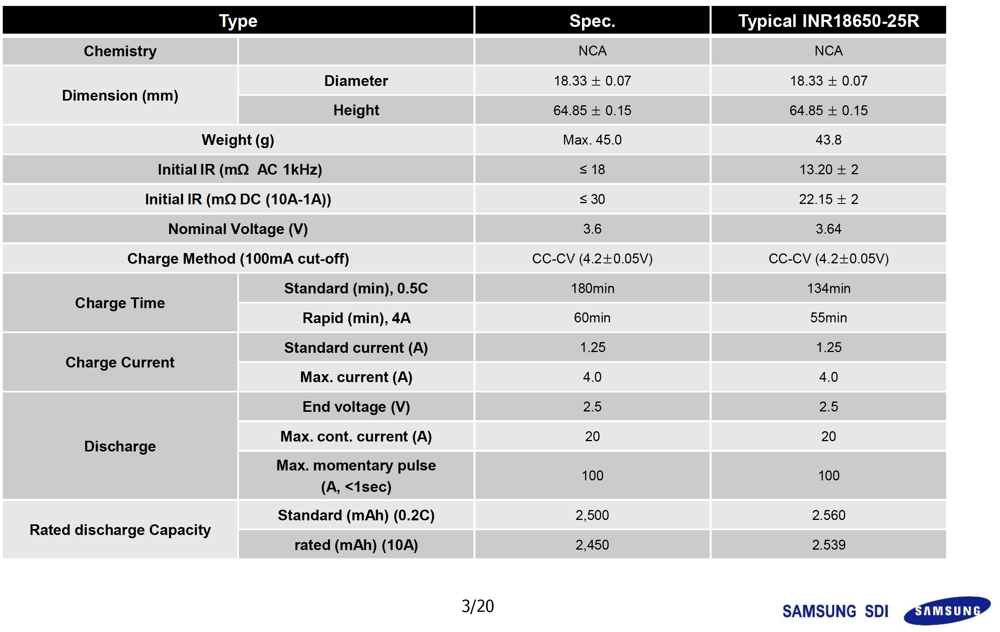 Type Spec. Typical INR18650-25R
Chemistry NCA NCA
Dimension (mm) Diameter 18.33 ± 0.07 18.33 ± 0.07
Height 64.85 ± 0.15 64.85 ± 0.15
Weight (g) Max. 45.0 43.8
Initial IR (mΩ AC 1kHz) ≤ 18 13.20 ± 2
Initial IR (mΩ DC (10A-1A)) ≤ 30 22.15 ± 2
Nominal Voltage (V) 3.6 3.64
Charge Method (100mA cut-off) CC-CV (4.2±0.05V) CC-CV (4.2±0.05V)
Charge Time Standard (min), 0.5C 180min 134min
Rapid (min), 4A 60min 55min
Charge Current Standard current (A) 1.25 1.25
Max. current (A) 4.0 4.0
Discharge End voltage (V) 2.5 2.5
Max. cont. current (A) 20 20
Max. momentary pulse
(A, <1sec) 100 100
Rated discharge Capacity Standard (mAh) (0.2C) 2,500 2.560
rated (mAh) (10A) 2,450 2.539
3/20
SAMSUNG SDI SAMSUNG